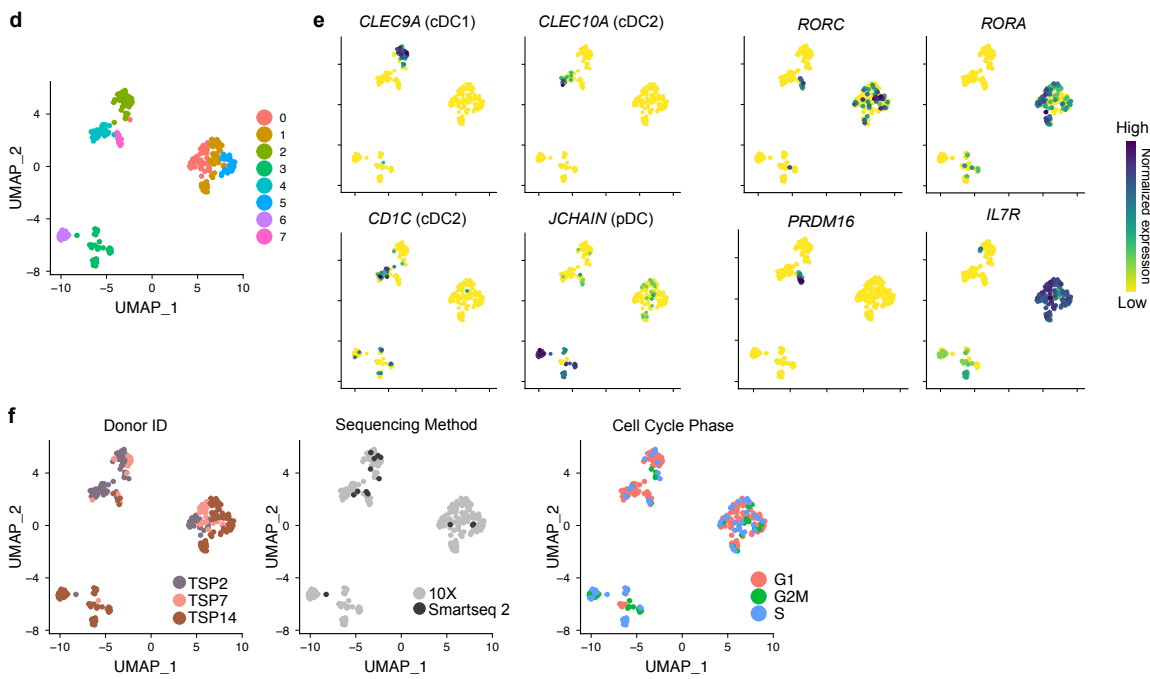 d
UMAP_2
4
0
−4
−8
−10
−5
0
5
10
UMAP_1
0
1
2
3
4
5
6
7
e
CLEC9A (cDC1)
CLEC10A (cDC2)
RORC
RORA
CD1C (cDC2)
JCHAIN (pDC)
PRDM16
IL7R
High
Normalized expression
Low
f
Donor ID
UMAP_2
4
0
−4
−8
−10
−5
0
5
10
UMAP_1
TSP2
TSP7
TSP14
Sequencing Method
UMAP_2
4
0
−4
−8
−10
−5
0
5
10
UMAP_1
10X
Smartseq 2
Cell Cycle Phase
UMAP_2
4
0
−4
−8
−10
−5
0
5
10
UMAP_1
G1
G2M
S